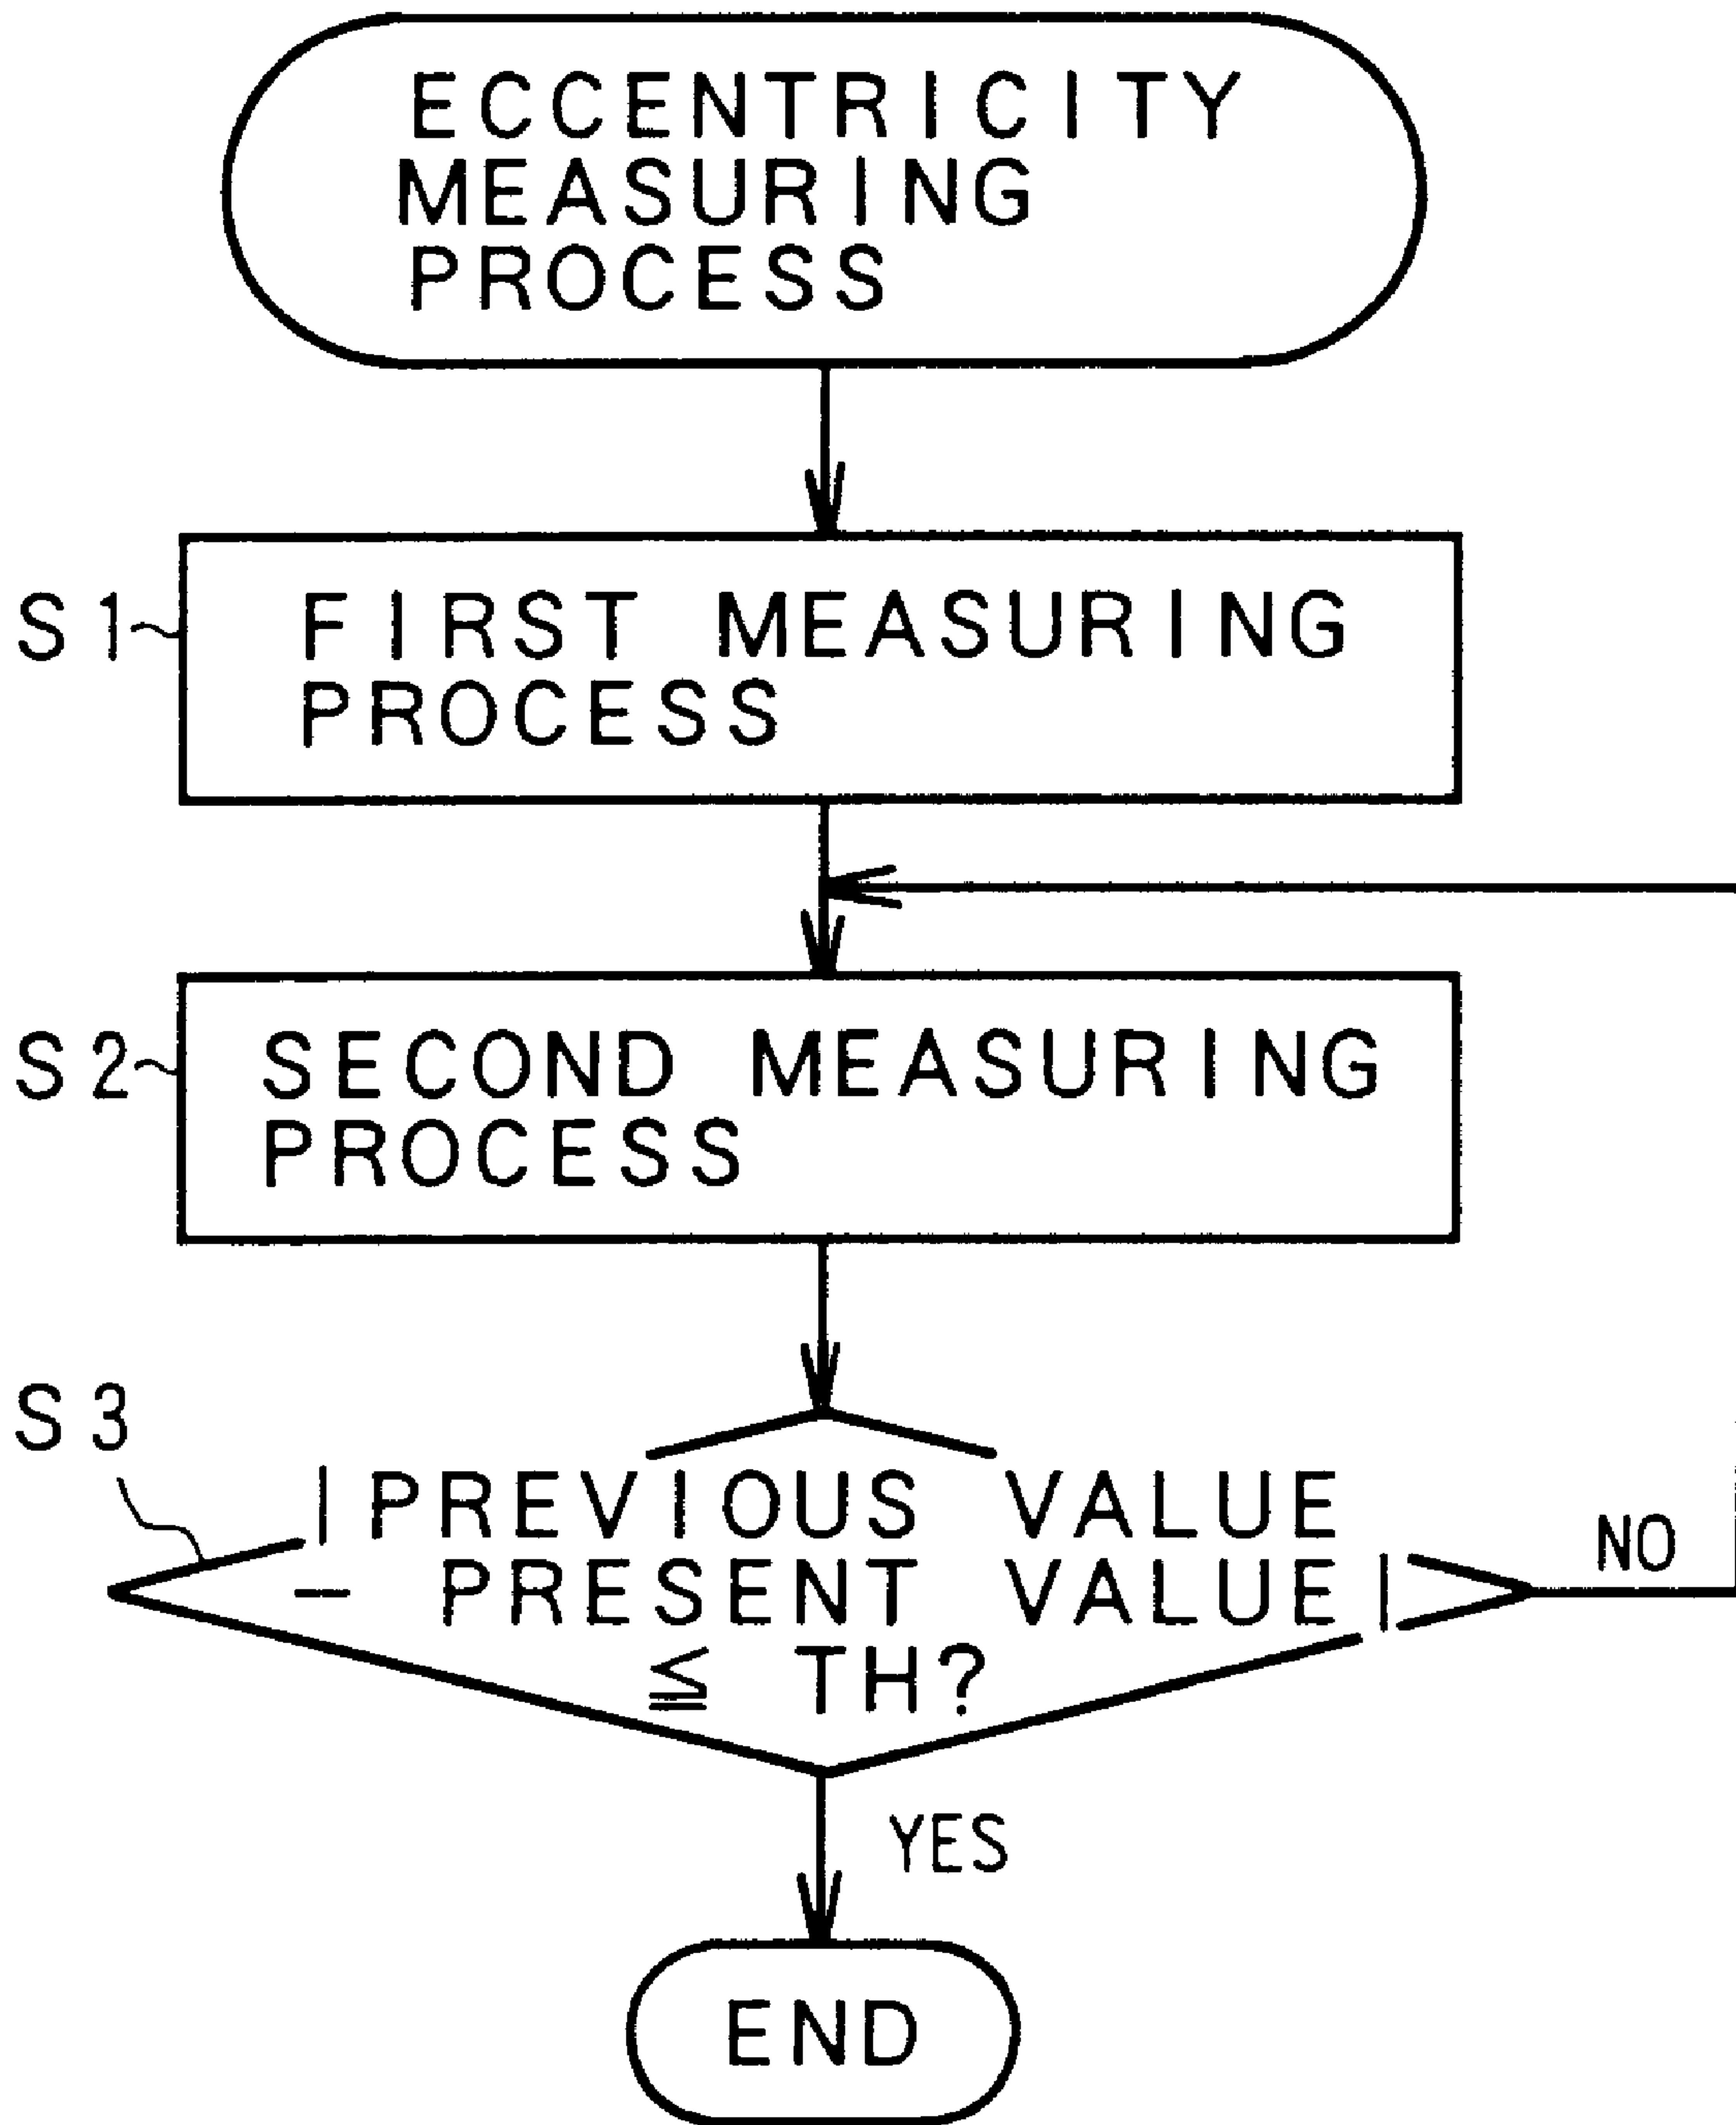 ECCENTRICITY
MEASURING
PROCESS
S1
FIRST MEASURING
PROCESS
S2
SECOND MEASURING
PROCESS
S3
|PREVIOUS VALUE
- PRESENT VALUE|
≦ TH?
NO
YES
END